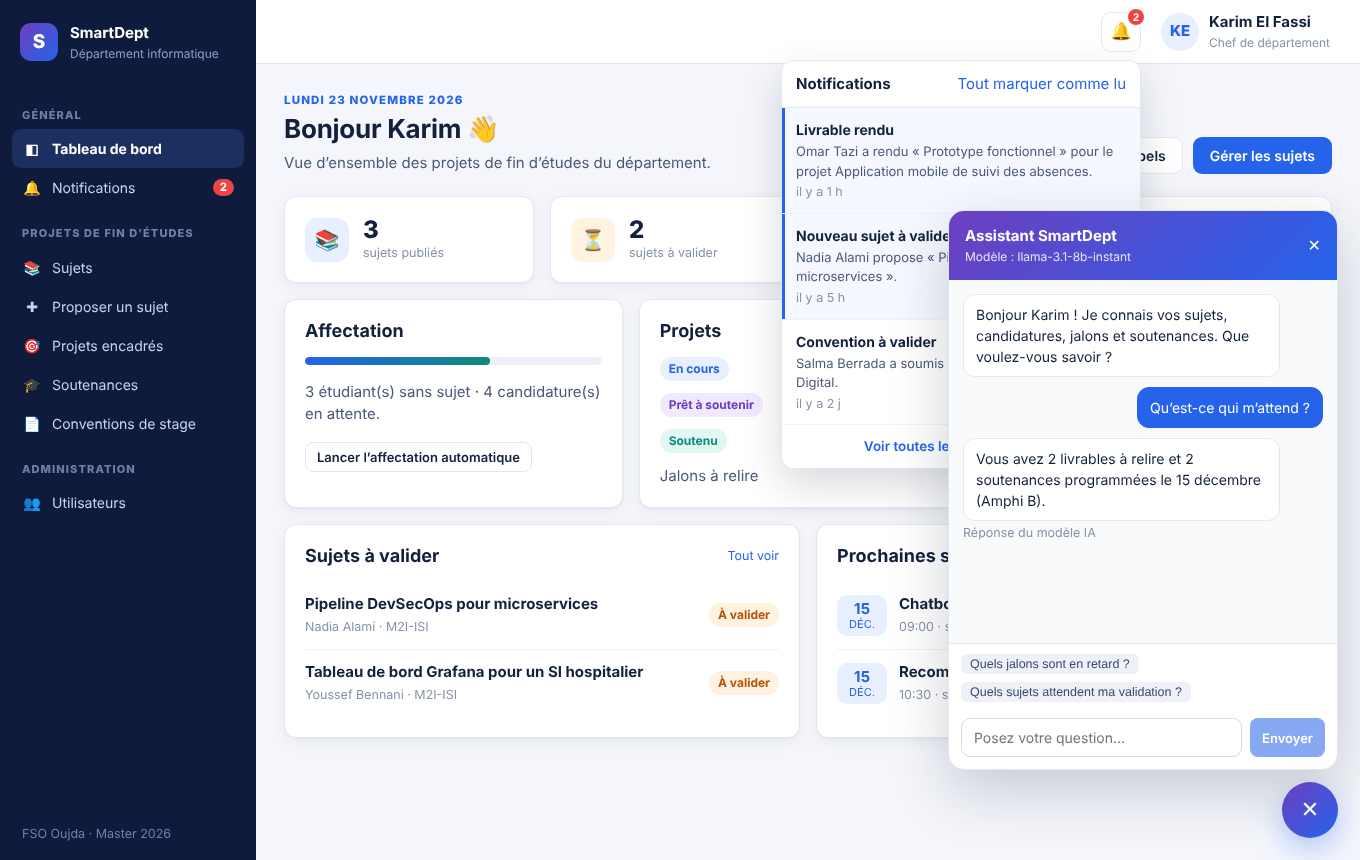 S
SmartDept
Département informatique
GÉNÉRAL
Tableau de bord
Notifications
2
PROJETS DE FIN D'ÉTUDES
Sujets
Proposer un sujet
Projets encadrés
Soutenances
Conventions de stage
ADMINISTRATION
Utilisateurs
FSO Oujda · Master 2026
2
KE
Karim El Fassi
Chef de département
LUNDI 23 NOVEMBRE 2026
Bonjour Karim 👋
Vue d’ensemble des projets de fin d’études du département.
Gérer les sujets
3
sujets publiés
2
sujets à valider
Affectation
3 étudiant(s) sans sujet · 4 candidature(s)
en attente.
Lancer l’affectation automatique
Projets
En cours
Prêt à soutenir
Soutenu
Jalons à relire
Sujets à valider
Tout voir
Pipeline DevSecOps pour microservices
Nadia Alami · M2I-ISI
À valider
Tableau de bord Grafana pour un SI hospitalier
Youssef Bennani · M2I-ISI
À valider
Prochaines
15
DÉC.
09:00 ·
15
DÉC.
10:30 ·
Notifications
Tout marquer comme lu
Livrable rendu
Omar Tazi a rendu « Prototype fonctionnel » pour le
projet Application mobile de suivi des absences.
il y a 1 h
Nouveau sujet à valide
Nadia Alami propose «
microservices ».
il y a 5 h
Convention à valider
Salma Berrada a soumis
Digital.
il y a 2 j
Voir toutes
Assistant SmartDept
Modèle : llama-3.1-8b-instant
✕
Bonjour Karim ! Je connais vos sujets,
candidatures, jalons et soutenances. Que
voulez-vous savoir ?
Qu’est-ce qui m’attend ?
Vous avez 2 livrables à relire et 2
soutenances programmées le 15 décembre
(Amphi B).
Réponse du modèle IA
Quels jalons sont en retard ?
Quels sujets attendent ma validation ?
Posez votre question…
Envoyer
✕